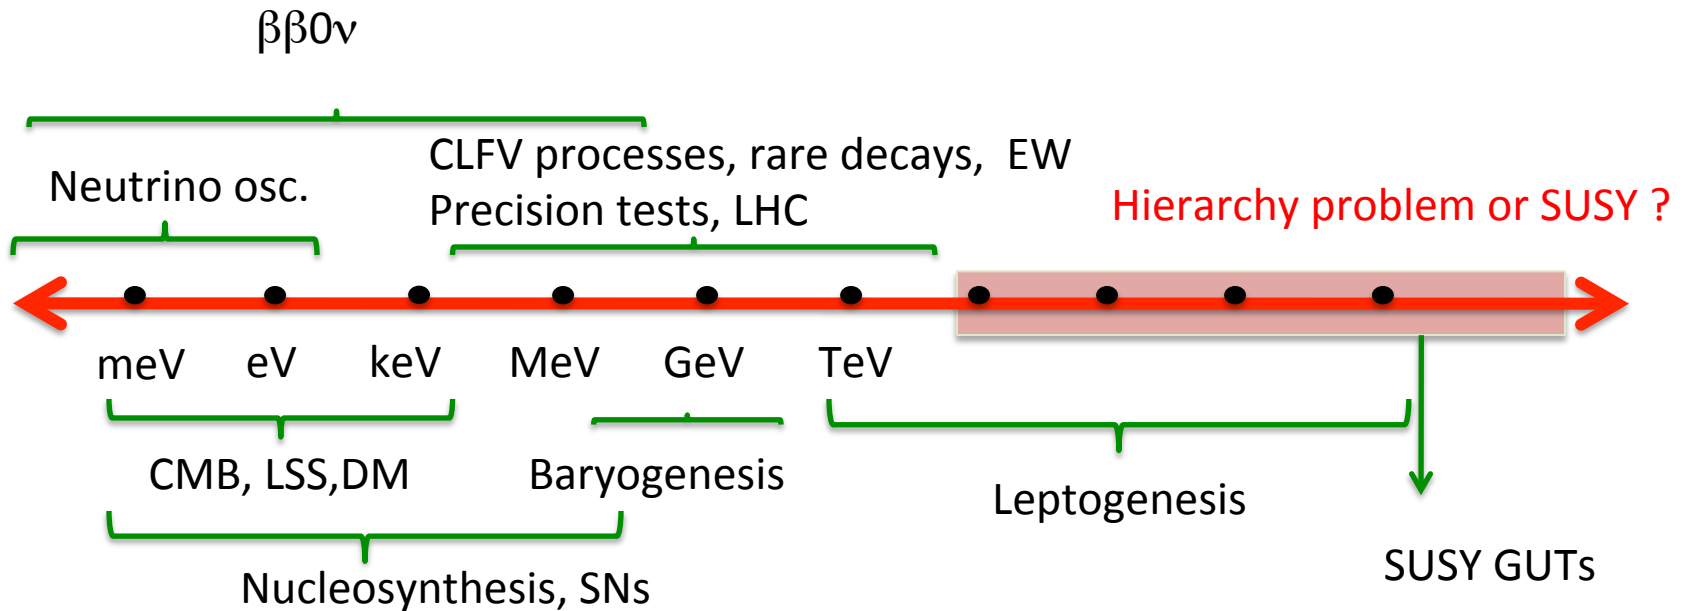 ββ0ν
CLFV processes, rare decays, EW
Precision tests, LHC
Neutrino osc.
Hierarchy problem or SUSY ?
meV eV keV MeV GeV TeV
CMB, LSS,DM
Baryogenesis
Leptogenesis
SUSY GUTs
Nucleosynthesis, SNs